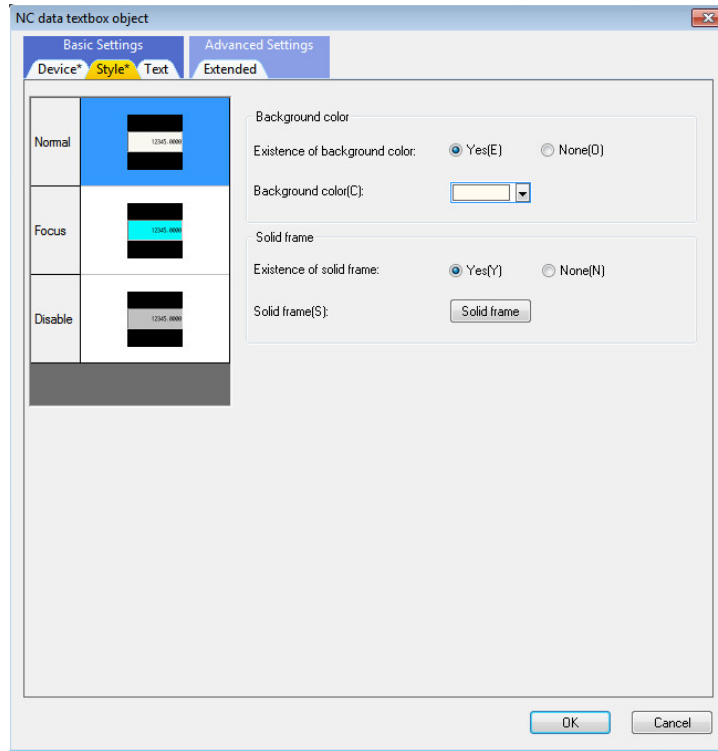 NC data textbox object
Basic Settings Advanced Settings
Device* Style* Text Extended
Normal 12345.0000
Focus 12345.0000
Disable 12345.0000
Background color
Existence of background color: Yes(E) None(O)
Background color(C):
Solid frame
Existence of solid frame: Yes(Y) None(N)
Solid frame(S): Solid frame
OK Cancel